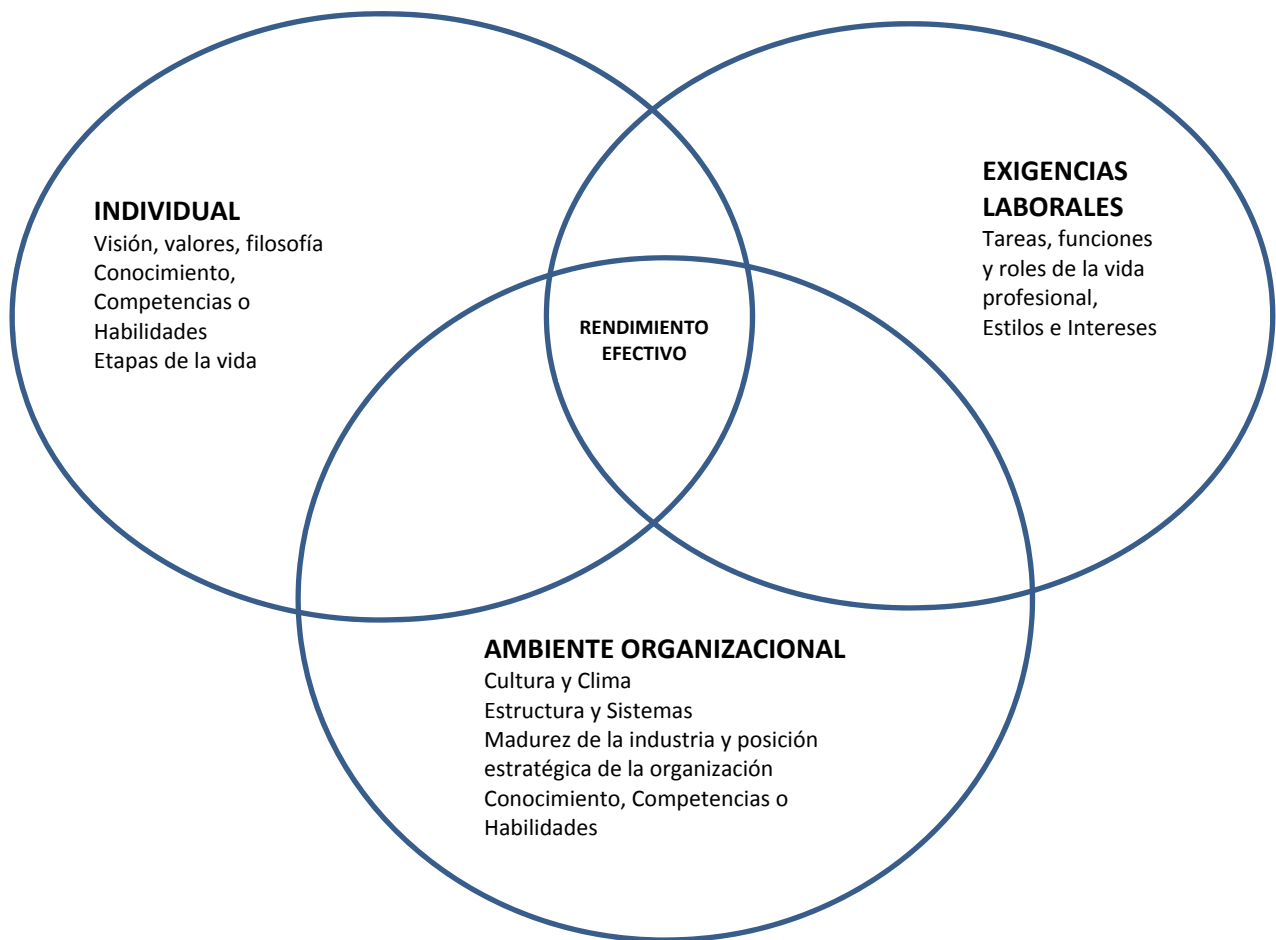 INDIVIDUAL
Visión, valores, filosofía
Conocimiento,
Competencias o
Habilidades
Etapas de la vida
EXIGENCIAS
LABORALES
Tareas, funciones
y roles de la vida
profesional,
Estilos e Intereses
RENDIMIENTO
EFECTIVO
AMBIENTE ORGANIZACIONAL
Cultura y Clima
Estructura y Sistemas
Madurez de la industria y posición
estratégica de la organización
Conocimiento, Competencias o
Habilidades